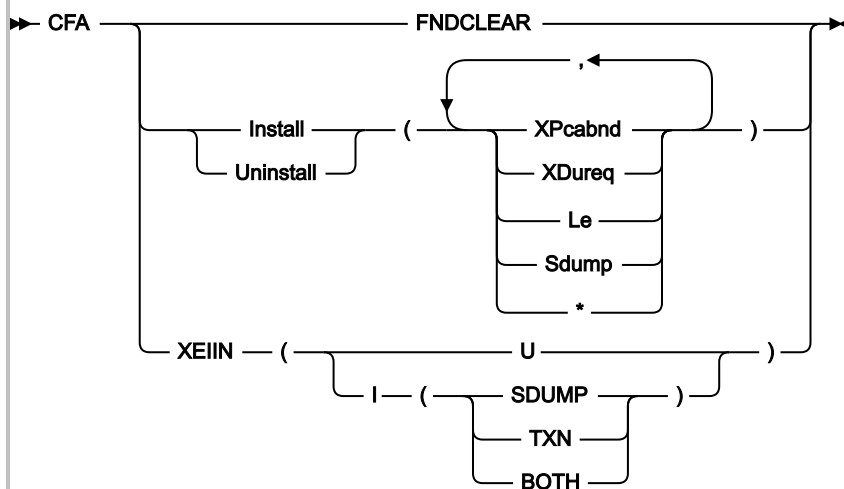 CFA FNDCLEAR
,
Install ( XPcabnd )
Uninstall XDureq
Le
Sdump
*
XEIIN ( U )
I ( SDUMP )
TXN
BOTH